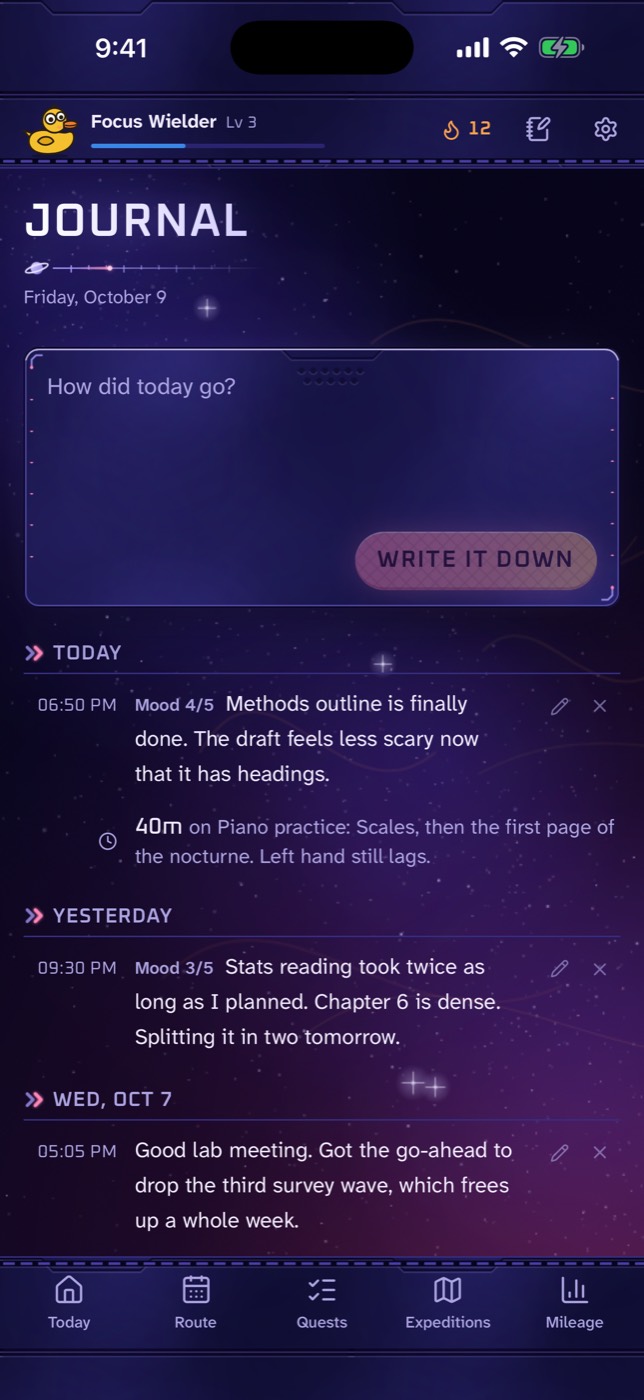 9:41
Focus Wielder Lv 3
12
JOURNAL
Friday, October 9
How did today go?
WRITE IT DOWN
TODAY
06:50 PM Mood 4/5 Methods outline is finally
done. The draft feels less scary now
that it has headings.
40m on Piano practice: Scales, then the first page of
the nocturne. Left hand still lags.
YESTERDAY
09:30 PM Mood 3/5 Stats reading took twice as
long as I planned. Chapter 6 is dense.
Splitting it in two tomorrow.
WED, OCT 7
05:05 PM Good lab meeting. Got the go-ahead to
drop the third survey wave, which frees
up a whole week.
Today Route Quests Expeditions Mileage